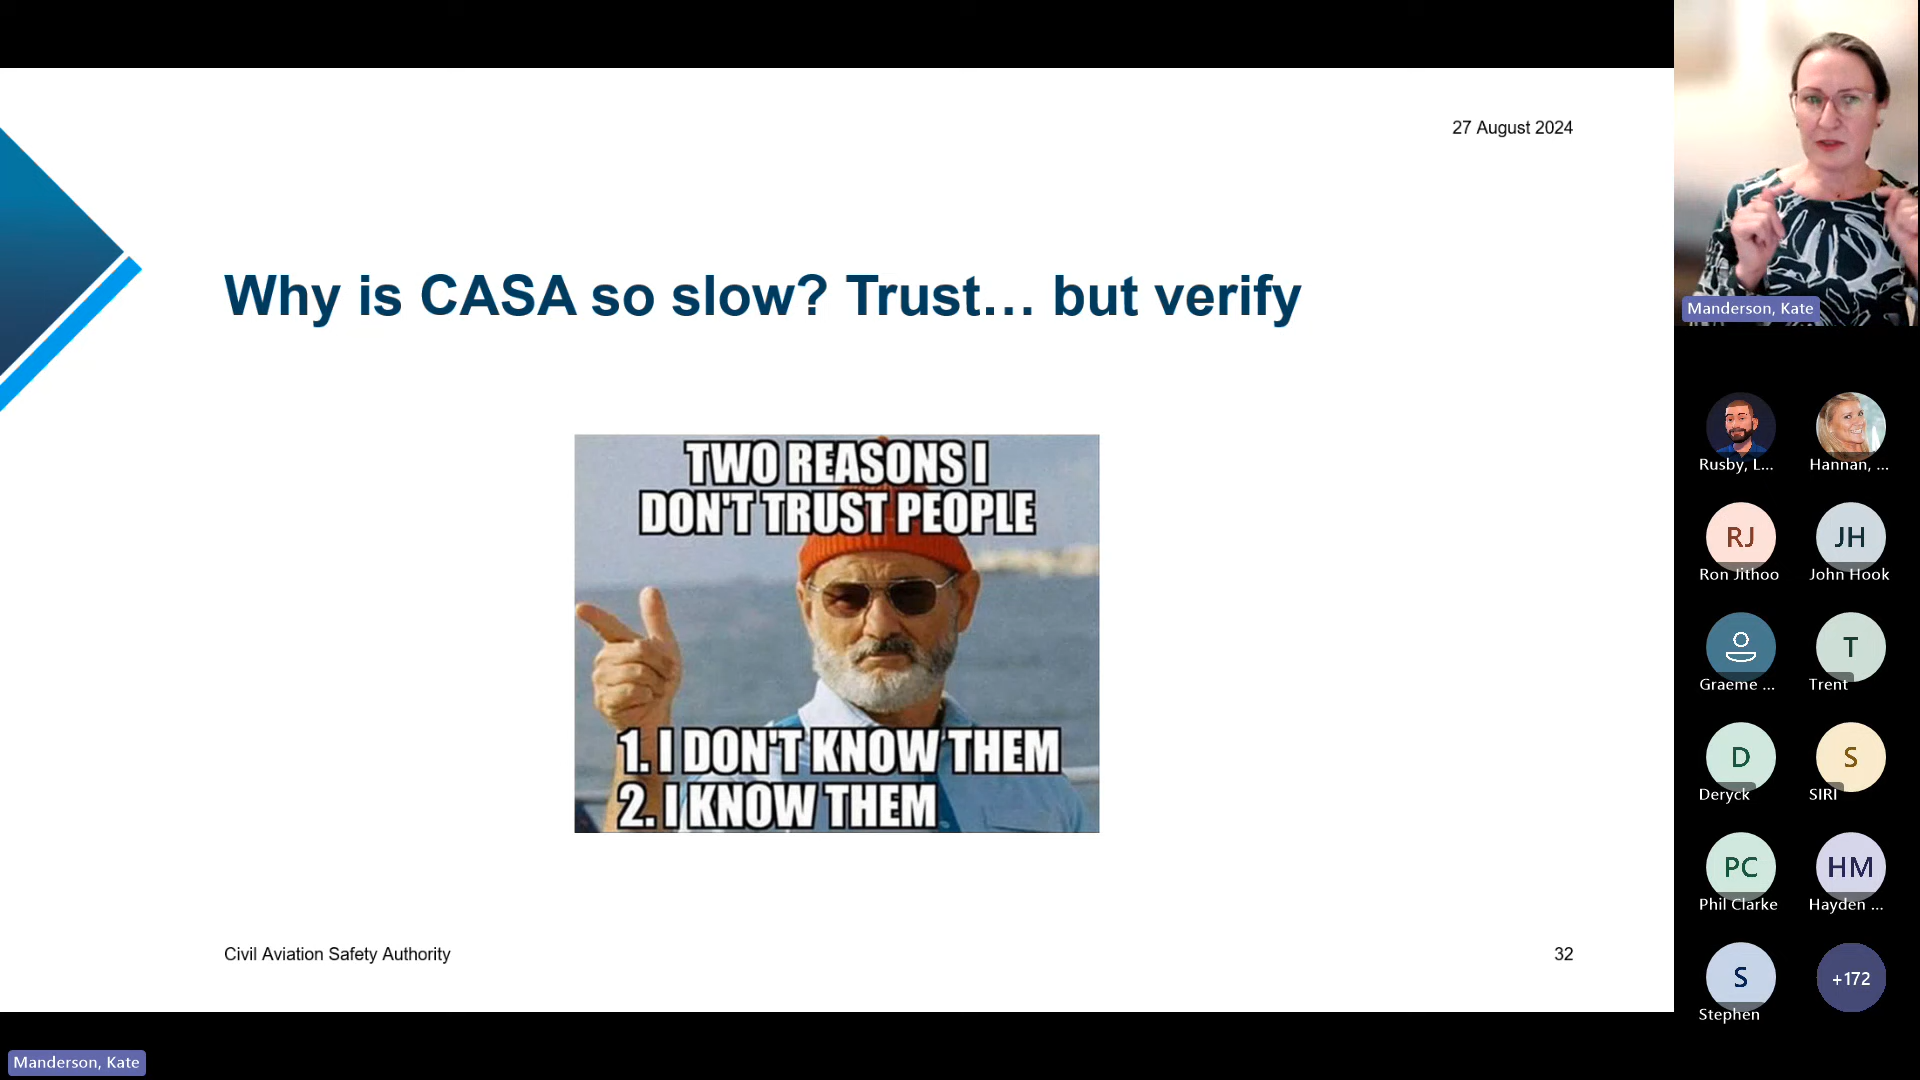 27 August 2024
Why is CASA so slow? Trust… but verify
TWO REASONS I
DON'T TRUST PEOPLE
1. I DON'T KNOW THEM
2. I KNOW THEM
Civil Aviation Safety Authority
32
Manderson, Kate
Rusby, L...
Hannan, ...
RJ
Ron Jithoo
JH
John Hook
Graeme ...
T
Trent
D
Deryck
S
SIRI
PC
Phil Clarke
HM
Hayden ...
S
Stephen
+172
Manderson, Kate